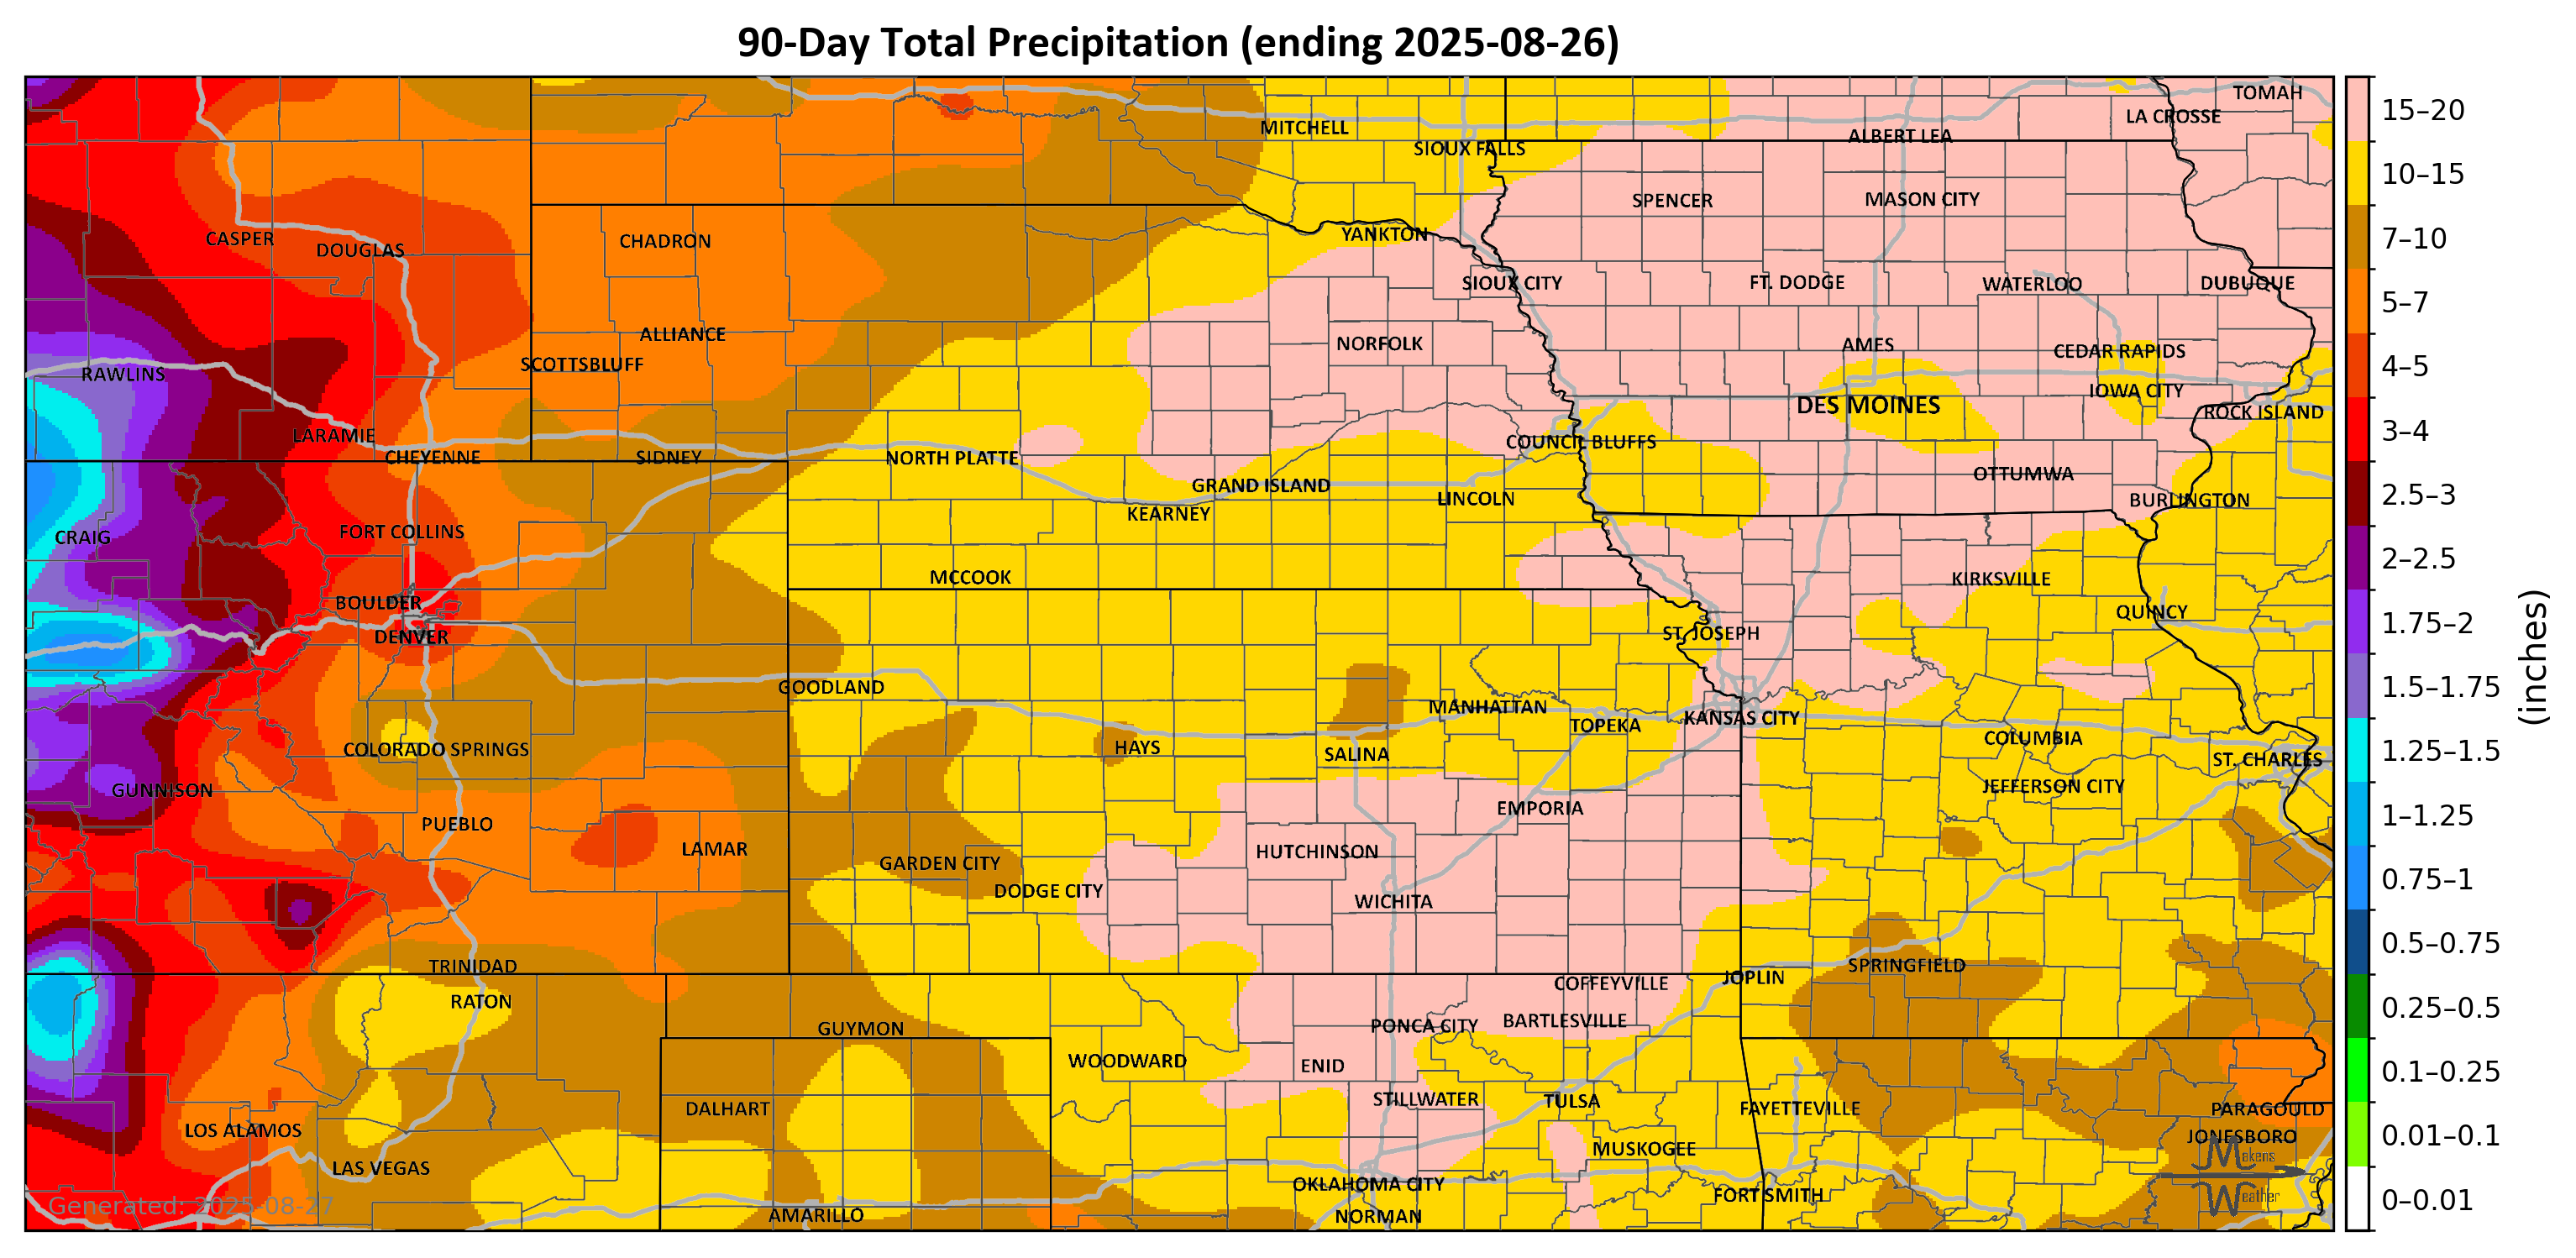 90-Day Total Precipitation (ending 2025-08-26)
TOMAH
LA CROSSE
MITCHELL
ALBERT LEA
SIOUX FALLS
SPENCER
MASON CITY
YANKTON
CASPER
DOUGLAS
CHADRON
SIOUX CITY
FT. DODGE
WATERLOO
DUBUQUE
ALLIANCE
NORFOLK
AMES
CEDAR RAPIDS
SCOTTSBLUFF
RAWLINS
IOWA CITY
DES MOINES
ROCK ISLAND
LARAMIE
COUNCIL BLUFFS
CHEYENNE
SIDNEY
NORTH PLATTE
OTTUMWA
GRAND ISLAND
LINCOLN
BURLINGTON
KEARNEY
FORT COLLINS
CRAIG
MCCOOK
KIRKSVILLE
BOULDER
QUINCY
DENVER
ST. JOSEPH
GOODLAND
MANHATTAN
TOPEKA
KANSAS CITY
COLUMBIA
COLORADO SPRINGS
HAYS
SALINA
ST. CHARLES
GUNNISON
JEFFERSON CITY
EMPORIA
PUEBLO
LAMAR
HUTCHINSON
GARDEN CITY
DODGE CITY
WICHITA
TRINIDAD
SPRINGFIELD
JOPLIN
COFFEYVILLE
RATON
GUYMON
PONCA CITY
BARTLESVILLE
WOODWARD
ENID
DALHART
STILLWATER
TULSA
FAYETTEVILLE
PARAGOULD
LOS ALAMOS
JONESBORO
MUSKOGEE
LAS VEGAS
OKLAHOMA CITY
FORT SMITH
AMARILLO
NORMAN
Generated: 2025-08-27
Makens
Weather
15–20
10–15
7–10
5–7
4–5
3–4
2.5–3
2–2.5
1.75–2
1.5–1.75
1.25–1.5
1–1.25
0.75–1
0.5–0.75
0.25–0.5
0.1–0.25
0.01–0.1
0–0.01
(inches)